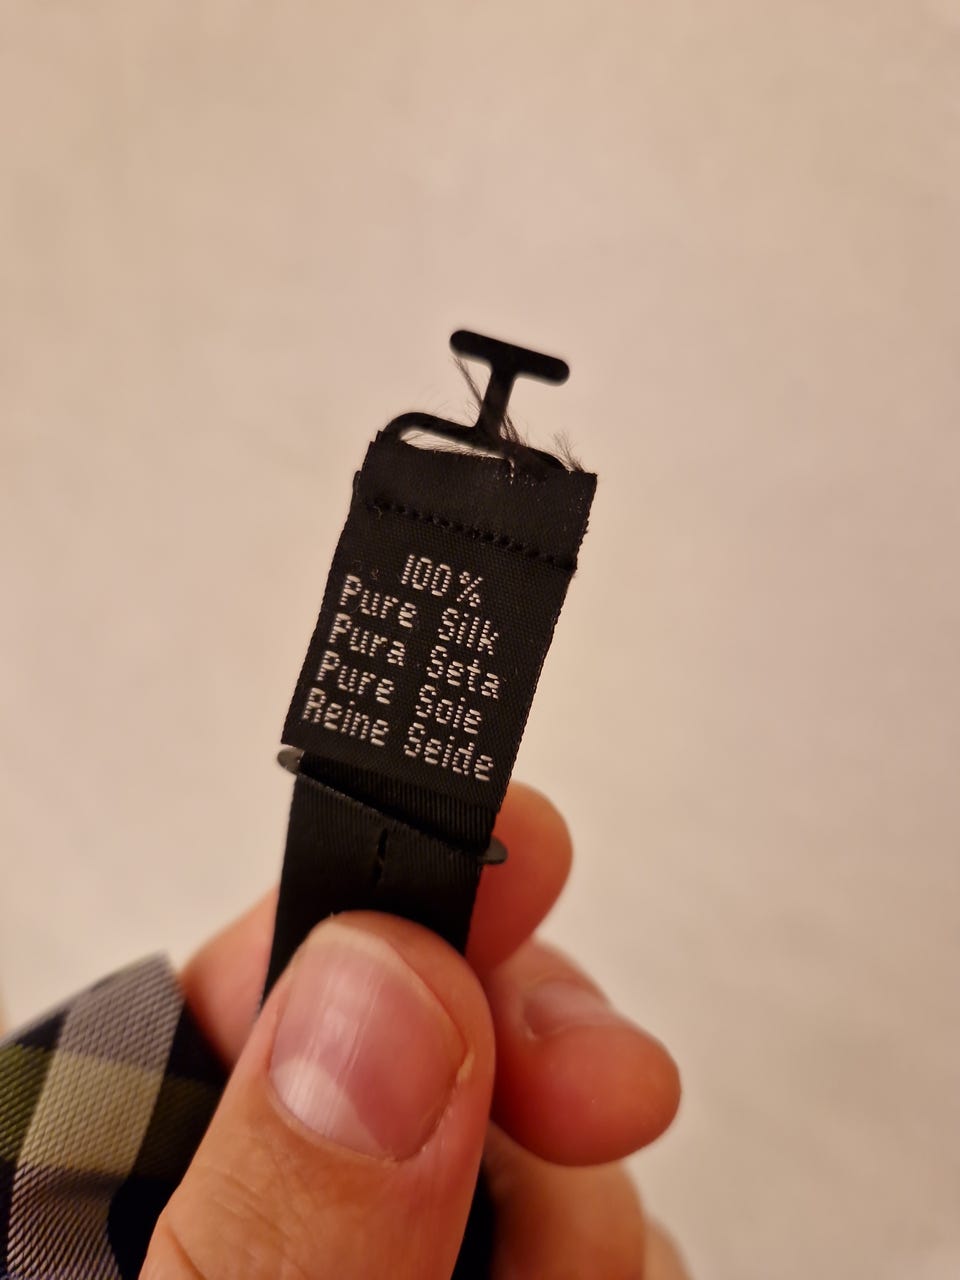 100%
Pure Silk
Pura Seta
Pure Soie
Reine Seide